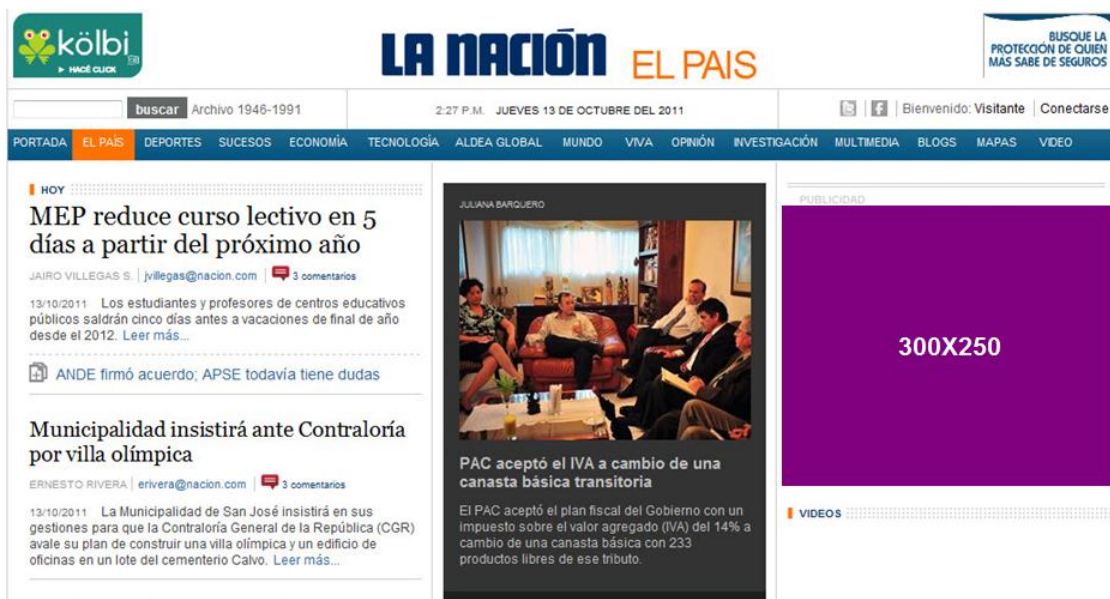 kölbi
HACÉ CLICK
LA NACIÓN EL PAIS
BUSQUE LA
PROTECCIÓN DE QUIEN
MÁS SABE DE SEGUROS
buscar Archivo 1946-1991
2:27 P.M. JUEVES 13 DE OCTUBRE DEL 2011
Bienvenido: Visitante Conectarse
PORTADA EL PAÍS DEPORTES SUCESOS ECONOMÍA TECNOLOGÍA ALDEA GLOBAL MUNDO VIVA OPINIÓN INVESTIGACIÓN MULTIMEDIA BLOGS MAPAS VIDEO
HOY
MEP reduce curso lectivo en 5
días a partir del próximo año
JAIRO VILLEGAS S. jvillegas@nacion.com 3 comentarios
13/10/2011 Los estudiantes y profesores de centros educativos
públicos saldrán cinco días antes a vacaciones de final de año
desde el 2012. Leer más...
ANDE firmó acuerdo; APSE todavía tiene dudas
Municipalidad insistirá ante Contraloría
por villa olímpica
ERNESTO RIVERA erivera@nacion.com 3 comentarios
13/10/2011 La Municipalidad de San José insistirá en sus
gestiones para que la Contraloría General de la República (CGR)
avale su plan de construir una villa olímpica y un edificio de
oficinas en un lote del cementerio Calvo. Leer más...
JULIANA BARQUERO
PAC aceptó el IVA a cambio de una
canasta básica transitoria
El PAC aceptó el plan fiscal del Gobierno con un
impuesto sobre el valor agregado (IVA) del 14% a
cambio de una canasta básica con 233
productos libres de ese tributo.
PUBLICIDAD
300X250
VIDEOS